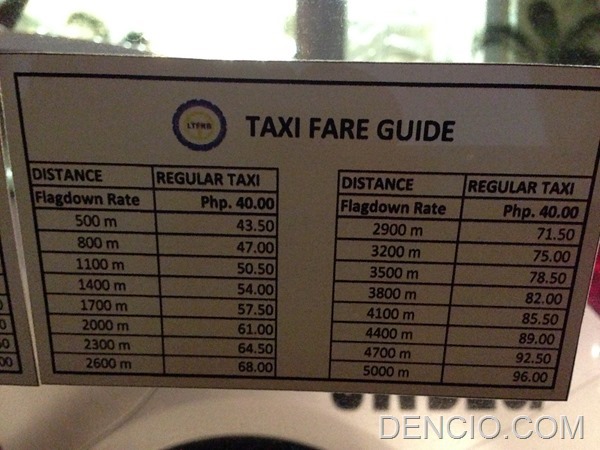 LTFRB
TAXI FARE GUIDE
DISTANCE REGULAR TAXI
Flagdown Rate Php. 40.00
500 m 43.50
800 m 47.00
1100 m 50.50
1400 m 54.00
1700 m 57.50
2000 m 61.00
2300 m 64.50
2600 m 68.00
DISTANCE REGULAR TAXI
Flagdown Rate Php. 40.00
2900 m 71.50
3200 m 75.00
3500 m 78.50
3800 m 82.00
4100 m 85.50
4400 m 89.00
4700 m 92.50
5000 m 96.00
DENCIO.COM